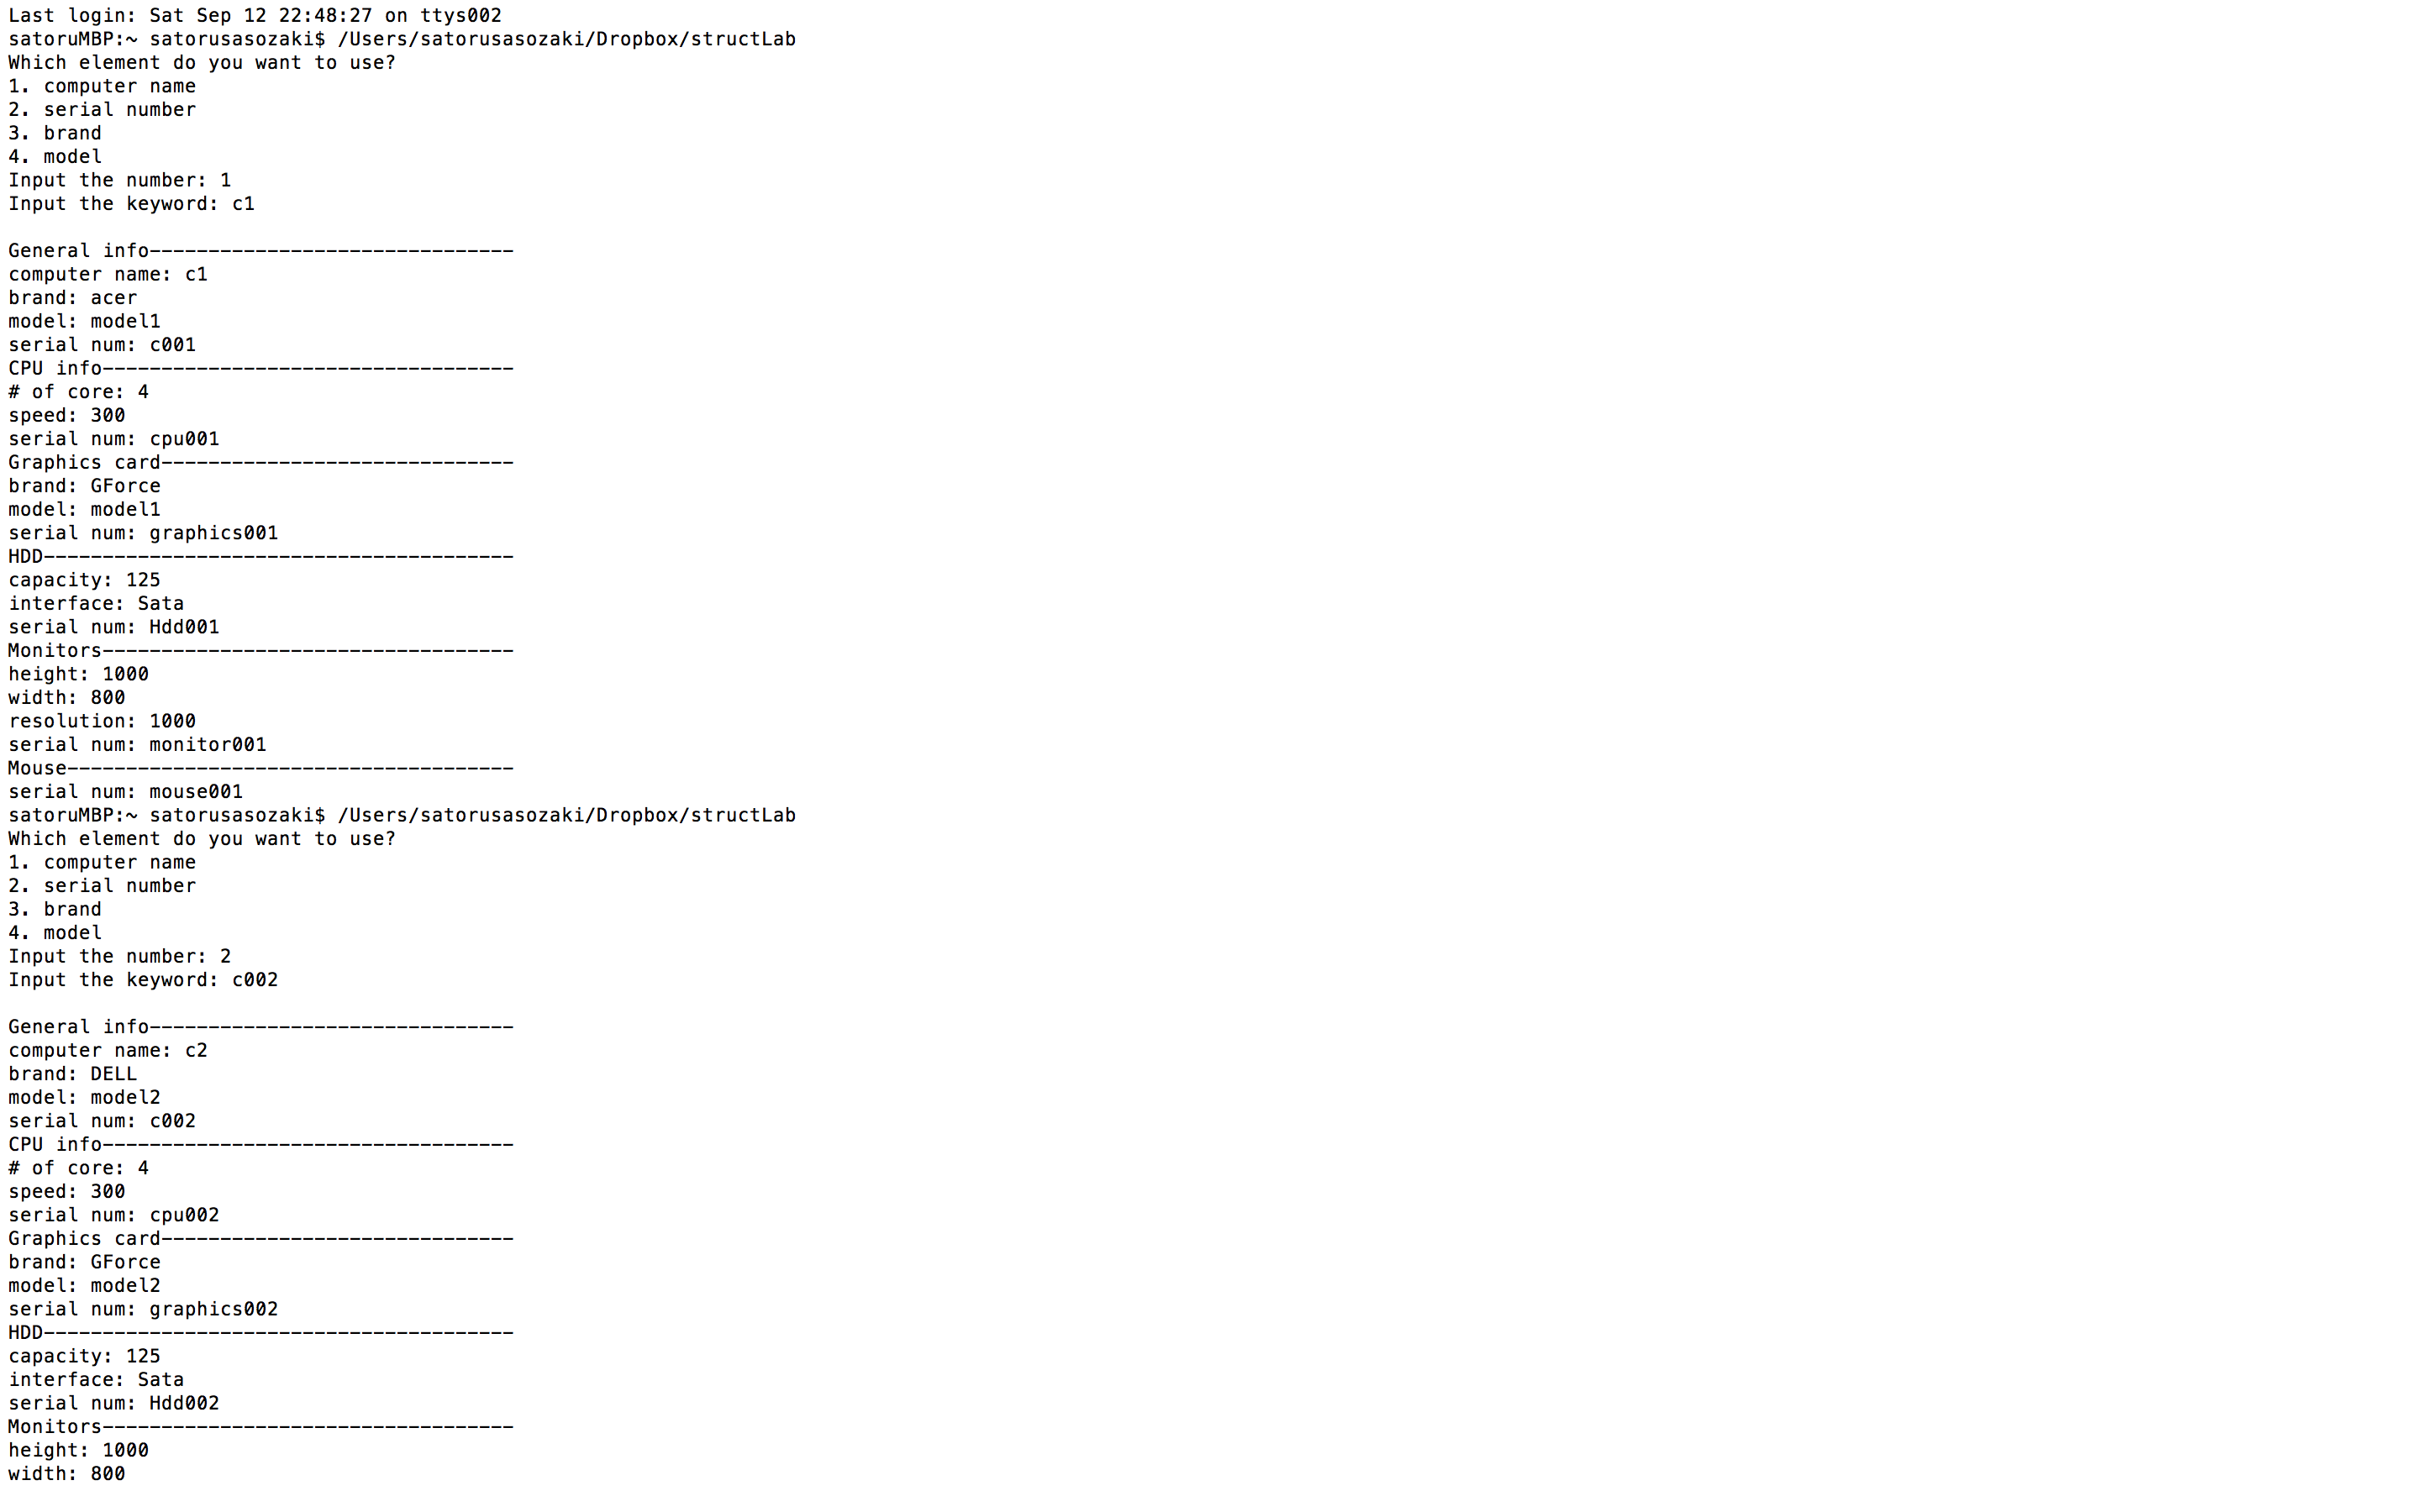 Last login: Sat Sep 12 22:48:27 on ttys002
satoruMBP:~ satorusasozaki$ /Users/satorusasozaki/Dropbox/structLab
Which element do you want to use?
1. computer name
2. serial number
3. brand
4. model
Input the number: 1
Input the keyword: c1

General info-------------------------------
computer name: c1
brand: acer
model: model1
serial num: c001
CPU info-----------------------------------
# of core: 4
speed: 300
serial num: cpu001
Graphics card------------------------------
brand: GForce
model: model1
serial num: graphics001
HDD----------------------------------------
capacity: 125
interface: Sata
serial num: Hdd001
Monitors-----------------------------------
height: 1000
width: 800
resolution: 1000
serial num: monitor001
Mouse--------------------------------------
serial num: mouse001
satoruMBP:~ satorusasozaki$ /Users/satorusasozaki/Dropbox/structLab
Which element do you want to use?
1. computer name
2. serial number
3. brand
4. model
Input the number: 2
Input the keyword: c002

General info-------------------------------
computer name: c2
brand: DELL
model: model2
serial num: c002
CPU info-----------------------------------
# of core: 4
speed: 300
serial num: cpu002
Graphics card------------------------------
brand: GForce
model: model2
serial num: graphics002
HDD----------------------------------------
capacity: 125
interface: Sata
serial num: Hdd002
Monitors-----------------------------------
height: 1000
width: 800